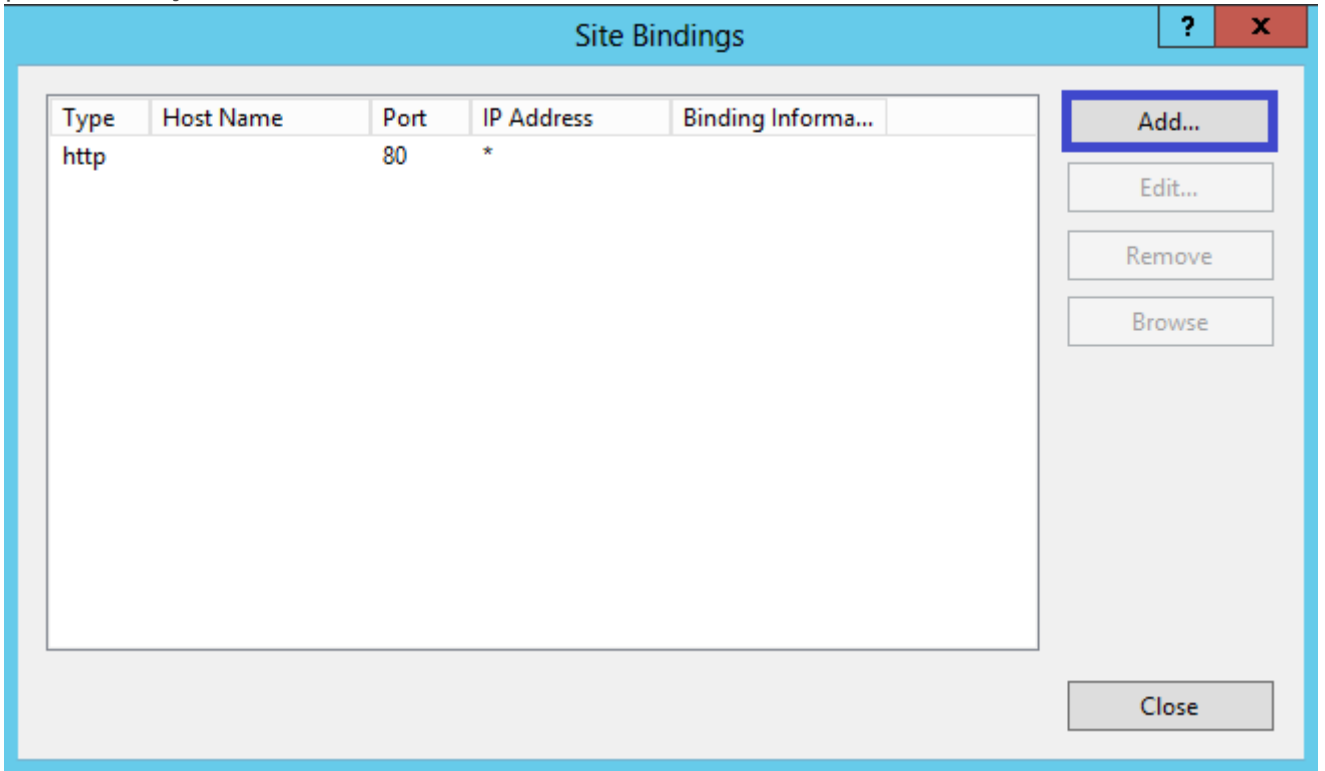 Site Bindings
?
x
Type Host Name Port IP Address Binding Informa...
http 80 *
Add...
Edit...
Remove
Browse
Close